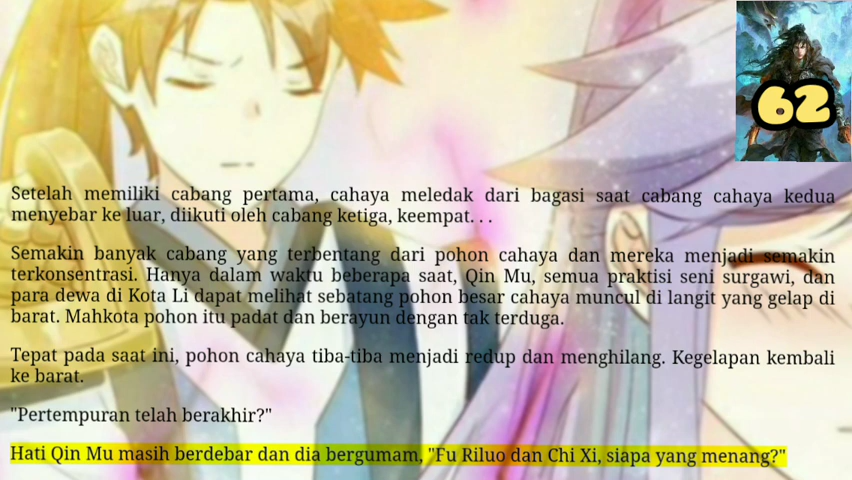 62
Setelah memiliki cabang pertama, cahaya meledak dari bagasi saat cabang cahaya kedua
menyebar ke luar, diikuti oleh cabang ketiga, keempat. . .
Semakin banyak cabang yang terbentang dari pohon cahaya dan mereka menjadi semakin
terkonsentrasi. Hanya dalam waktu beberapa saat, Qin Mu, semua praktisi seni surgawi, dan
para dewa di Kota Li dapat melihat sebatang pohon besar cahaya muncul di langit yang gelap di
barat. Mahkota pohon itu padat dan berayun dengan tak terduga.
Tepat pada saat ini, pohon cahaya tiba-tiba menjadi redup dan menghilang. Kegelapan kembali
ke barat.
"Pertempuran telah berakhir?"
Hati Qin Mu masih berdebar dan dia bergumam, "Fu Riluo dan Chi Xi, siapa yang menang?"